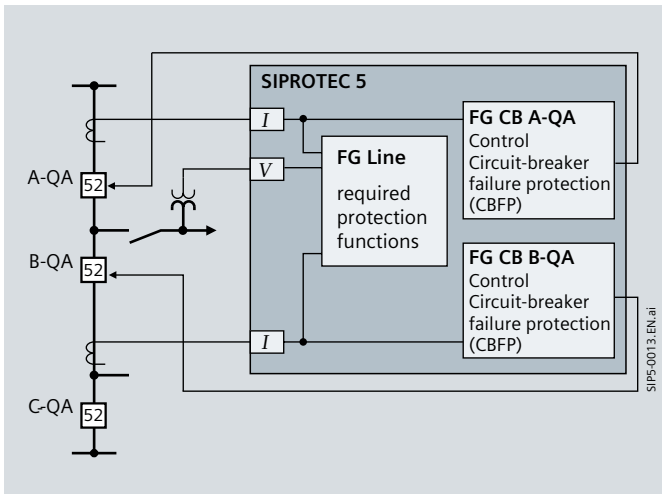 SIPROTEC 5
I
FG CB A-QA
Control
Circuit-breaker
failure protection
(CBFP)
FG Line
required
protection
functions
V
A-QA
52
B-QA
52
FG CB B-QA
Control
Circuit-breaker
failure protection
(CBFP)
I
C-QA
52
SIP5-0013.EN.ai